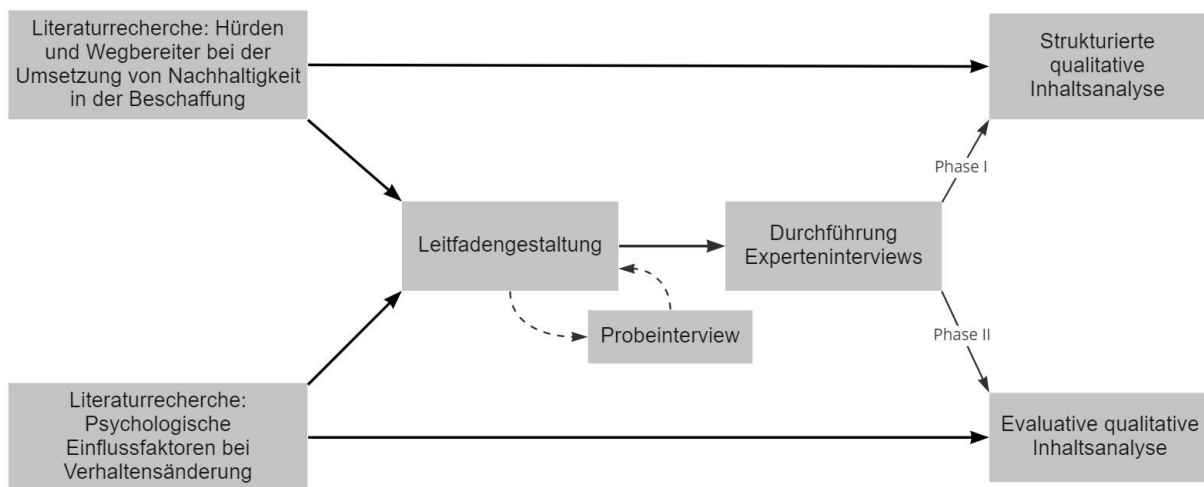 Literaturrecherche: Hürden
und Wegbereiter bei der
Umsetzung von Nachhaltigkeit
in der Beschaffung
Strukturierte
qualitative
Inhaltsanalyse
Phase I
Leitfadengestaltung
Durchführung
Experteninterviews
Probeinterview
Phase II
Literaturrecherche:
Psychologische
Einflussfaktoren bei
Verhaltensänderung
Evaluative qualitative
Inhaltsanalyse